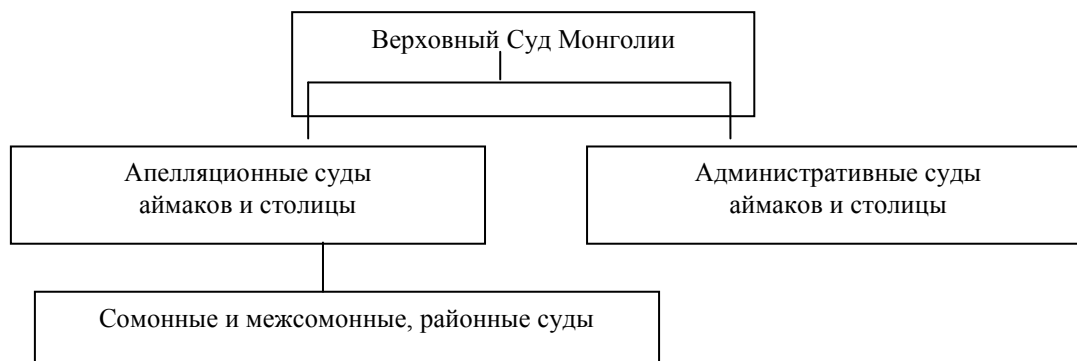 Верховный Суд Монголии
Апелляционные суды
аймаков и столицы
Административные суды
аймаков и столицы
Сомонные и межсомонные, районные суды